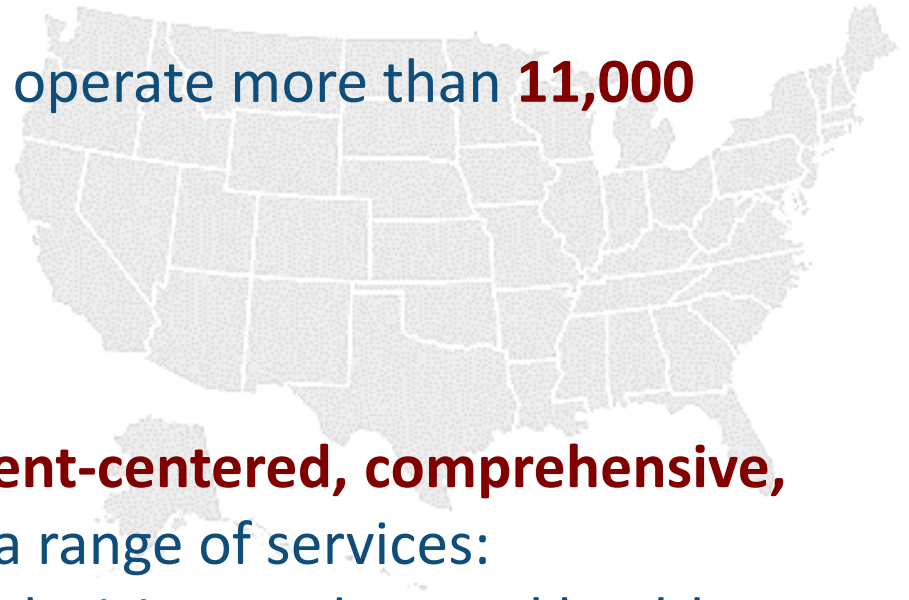 operate more than 11,000
ent-centered, comprehensive,
a range of services: